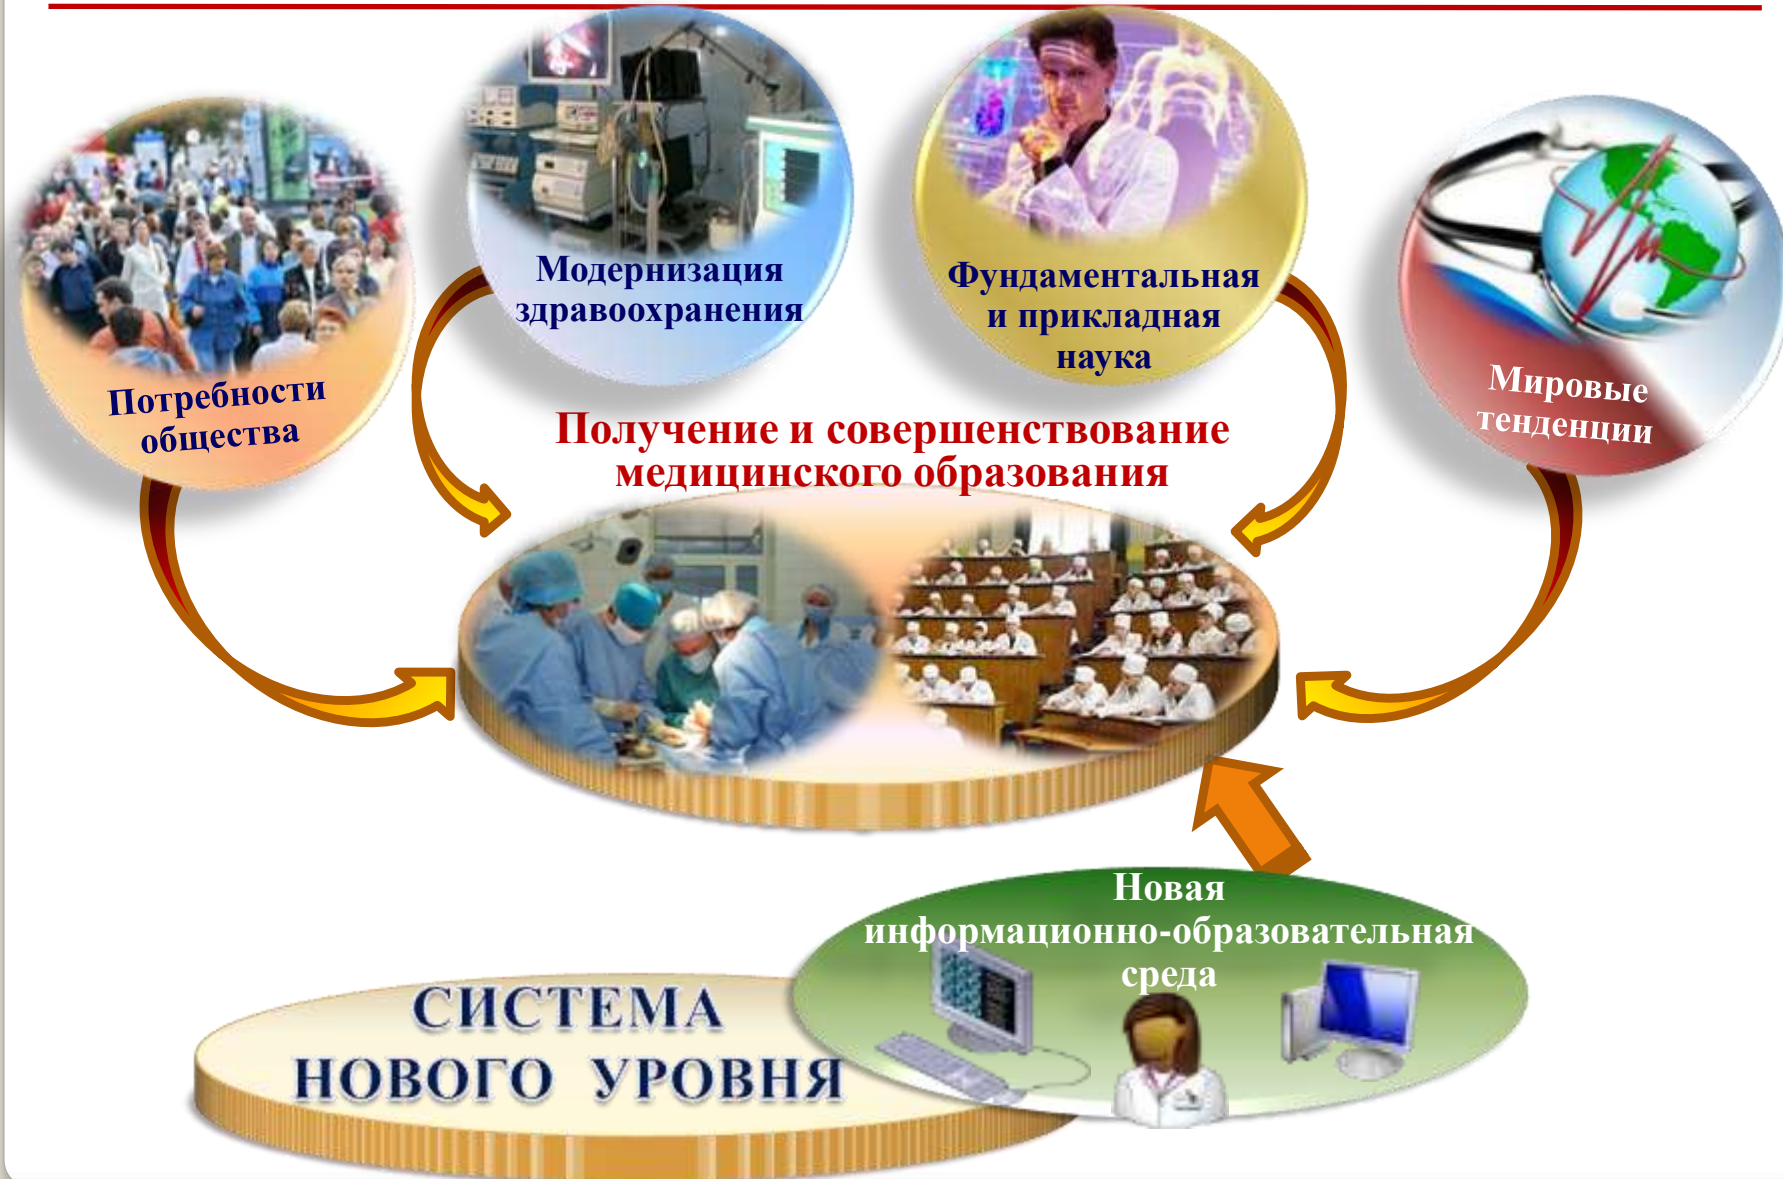 Модернизация
здравоохранения
Фундаментальная
и прикладная
наука
Потребности
общества
Мировые
тенденции
Получение и совершенствование
медицинского образования
Новая
информационно-образовательная
среда
СИСТЕМА
НОВОГО УРОВНЯ